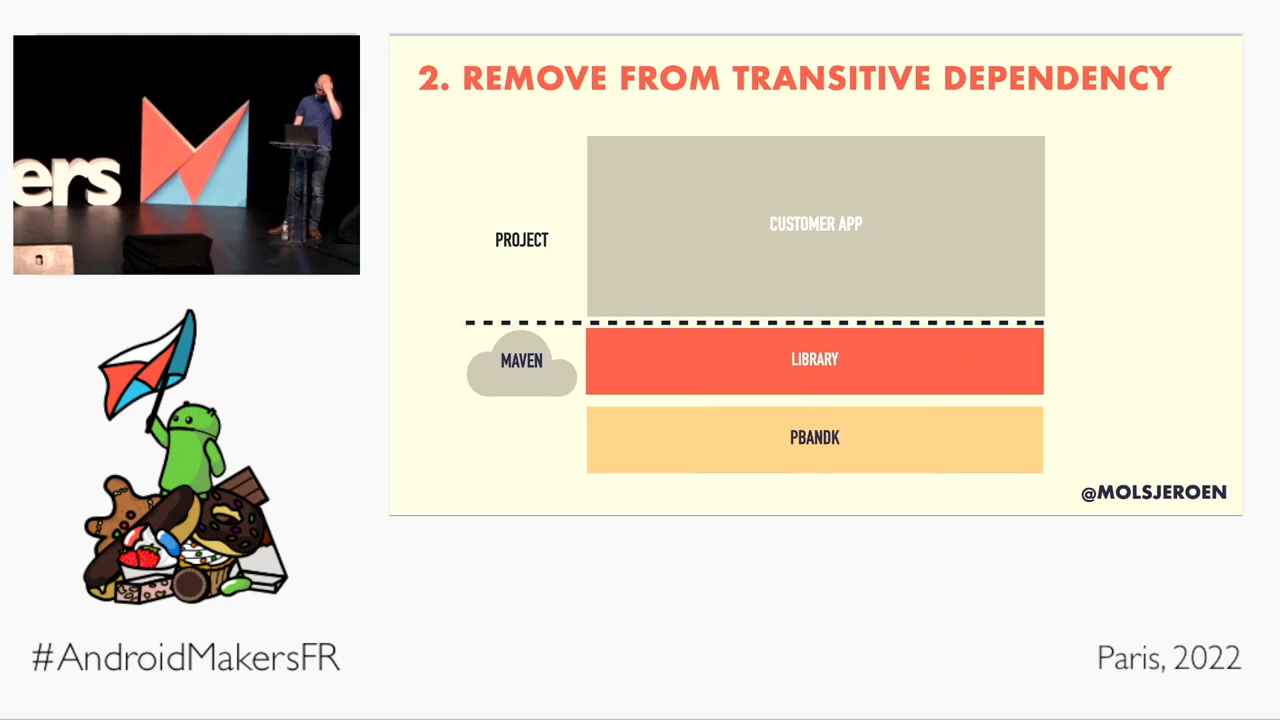 ers
2. REMOVE FROM TRANSITIVE DEPENDENCY
CUSTOMER APP
PROJECT
MAVEN
LIBRARY
PBANDK
@MOLSJEROEN
#AndroidMakersFR
Paris, 2022